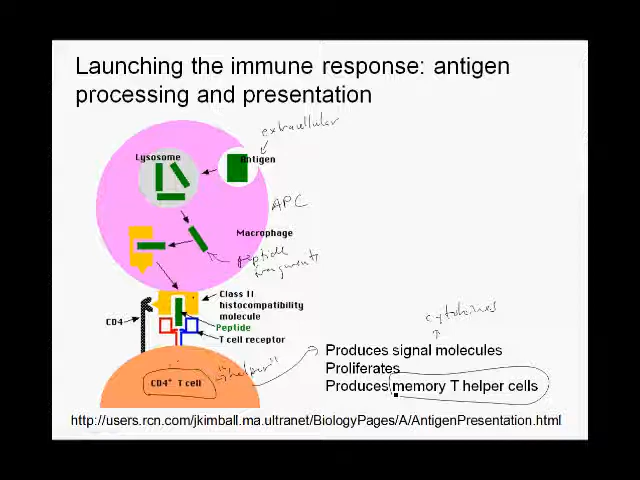 Launching the immune response: antigen
processing and presentation
extracellular
Lysosome
Antigen
APC
Macrophage
peptide
fragments
Class II
histocompatibility
molecule
Peptide
CD4
T cell receptor
cytokines
Produces signal molecules
Proliferates
Produces memory T helper cells
"helper"
CD4+ T cell
http://users.rcn.com/jkimball.ma.ultranet/BiologyPages/A/AntigenPresentation.html